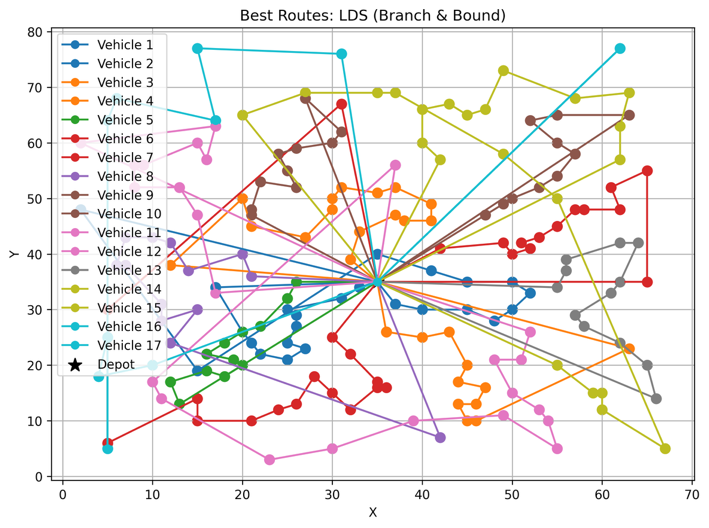 Best Routes: LDS (Branch & Bound)
80
70
60
50
40
30
20
10
0
Y
Vehicle 1
Vehicle 2
Vehicle 3
Vehicle 4
Vehicle 5
Vehicle 6
Vehicle 7
Vehicle 8
Vehicle 9
Vehicle 10
Vehicle 11
Vehicle 12
Vehicle 13
Vehicle 14
Vehicle 15
Vehicle 16
Vehicle 17
Depot
0 10 20 30 40 50 60 70
X